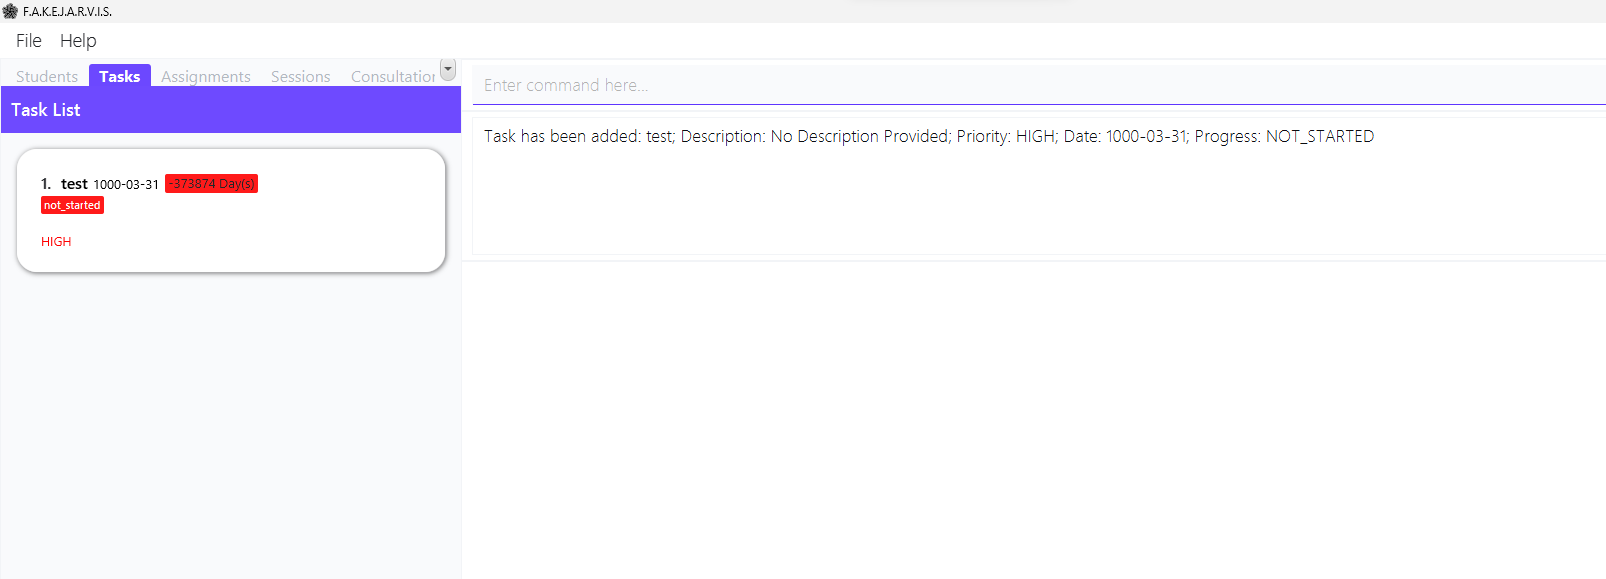 F.A.K.E.J.A.R.V.I.S.
File Help
Students Tasks Assignments Sessions Consultation
Task List
1. test 1000-03-31 -373874 Day(s)
not_started
HIGH
Enter command here...
Task has been added: test; Description: No Description Provided; Priority: HIGH; Date: 1000-03-31; Progress: NOT_STARTED